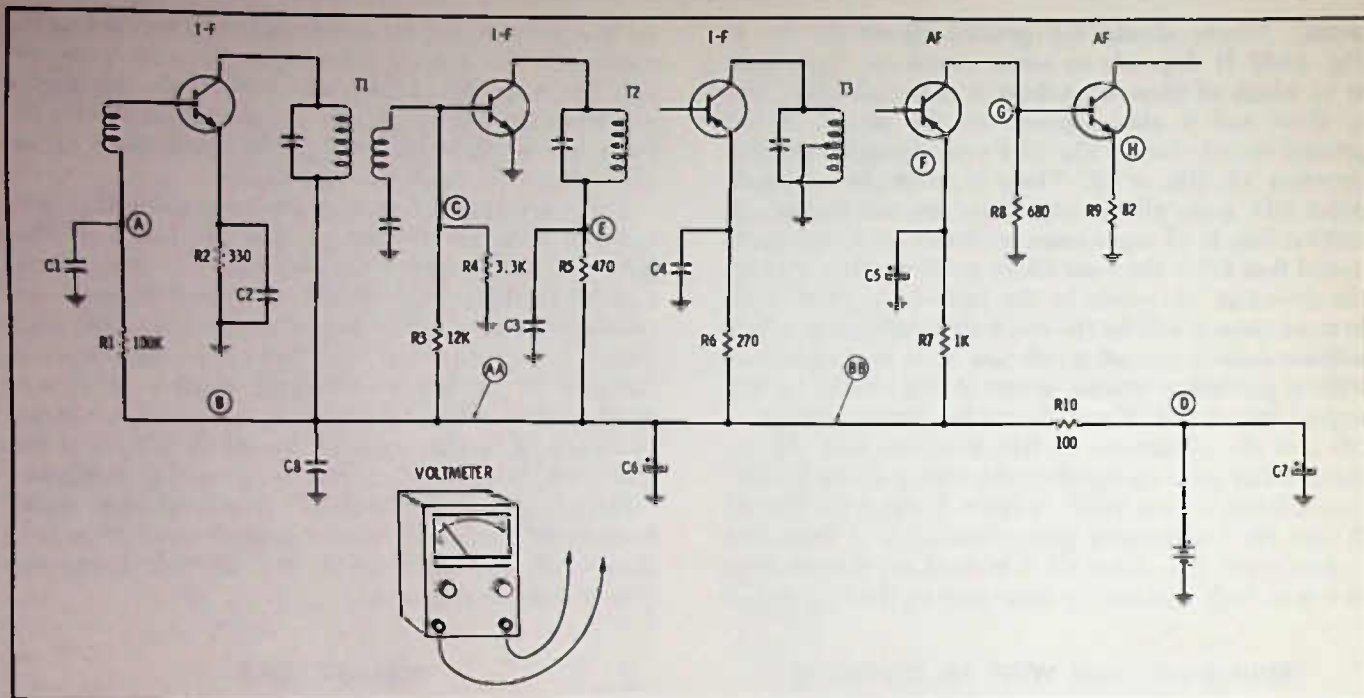 I-F
I-F
I-F
AF
AF
T1
T2
T3
G
F
H
A
C
E
R8 680
R9 82
C1
R2 330
C2
R4 3.3K
R5 470
C4
C5
C3
R1 100K
R3 12K
R6 270
R7 1K
B
AA
BB
R10
100
D
C8
C6
C7
VOLTMETER